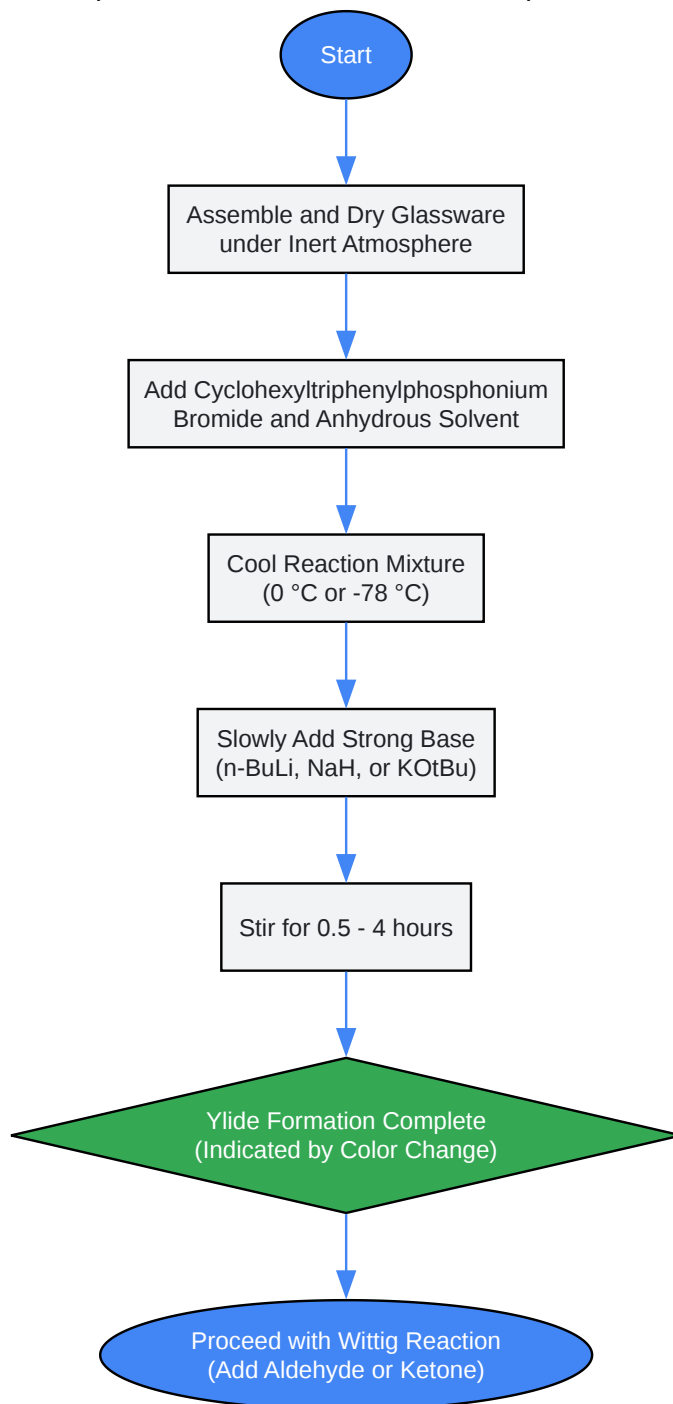 Start
Assemble and Dry Glassware
under Inert Atmosphere
Add Cyclohexyltriphenylphosphonium
Bromide and Anhydrous Solvent
Cool Reaction Mixture
(0 °C or -78 °C)
Slowly Add Strong Base
(n-BuLi, NaH, or KOtBu)
Stir for 0.5 - 4 hours
Ylide Formation Complete
(Indicated by Color Change)
Proceed with Wittig Reaction
(Add Aldehyde or Ketone)